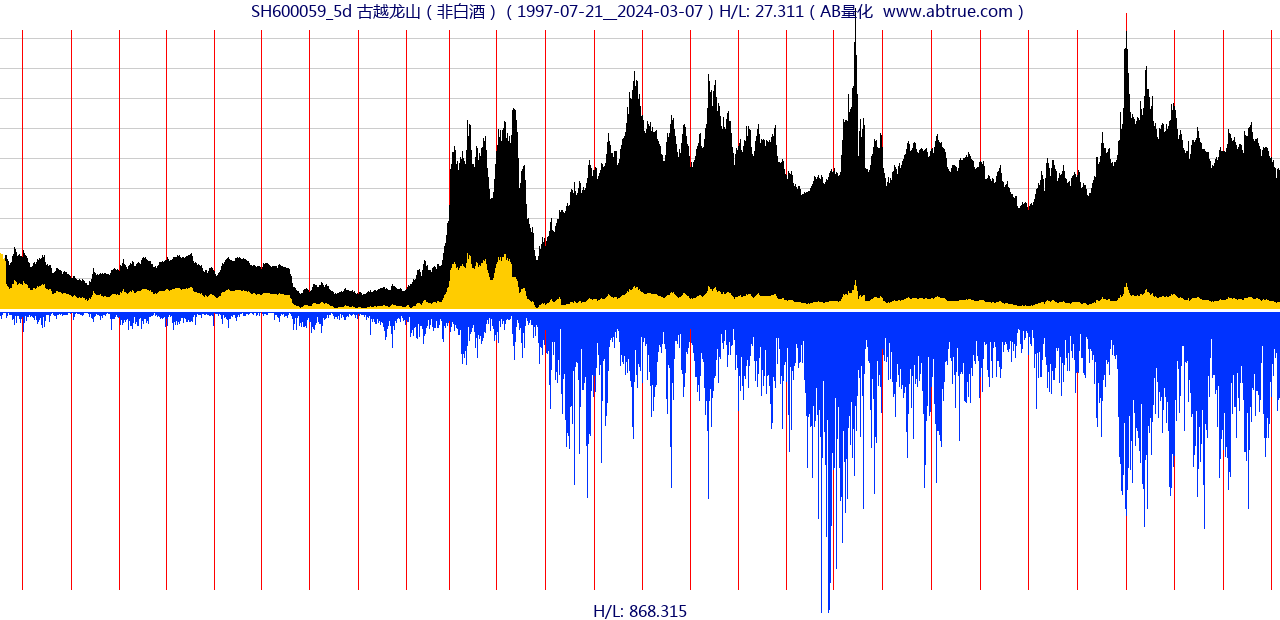 SH600059_5d 古越龙山 ( 非白酒 ) ( 1997-07-21__2024-03-07 ) H/L: 27.311 ( AB量化  www.abtrue.com )
H/L: 868.315